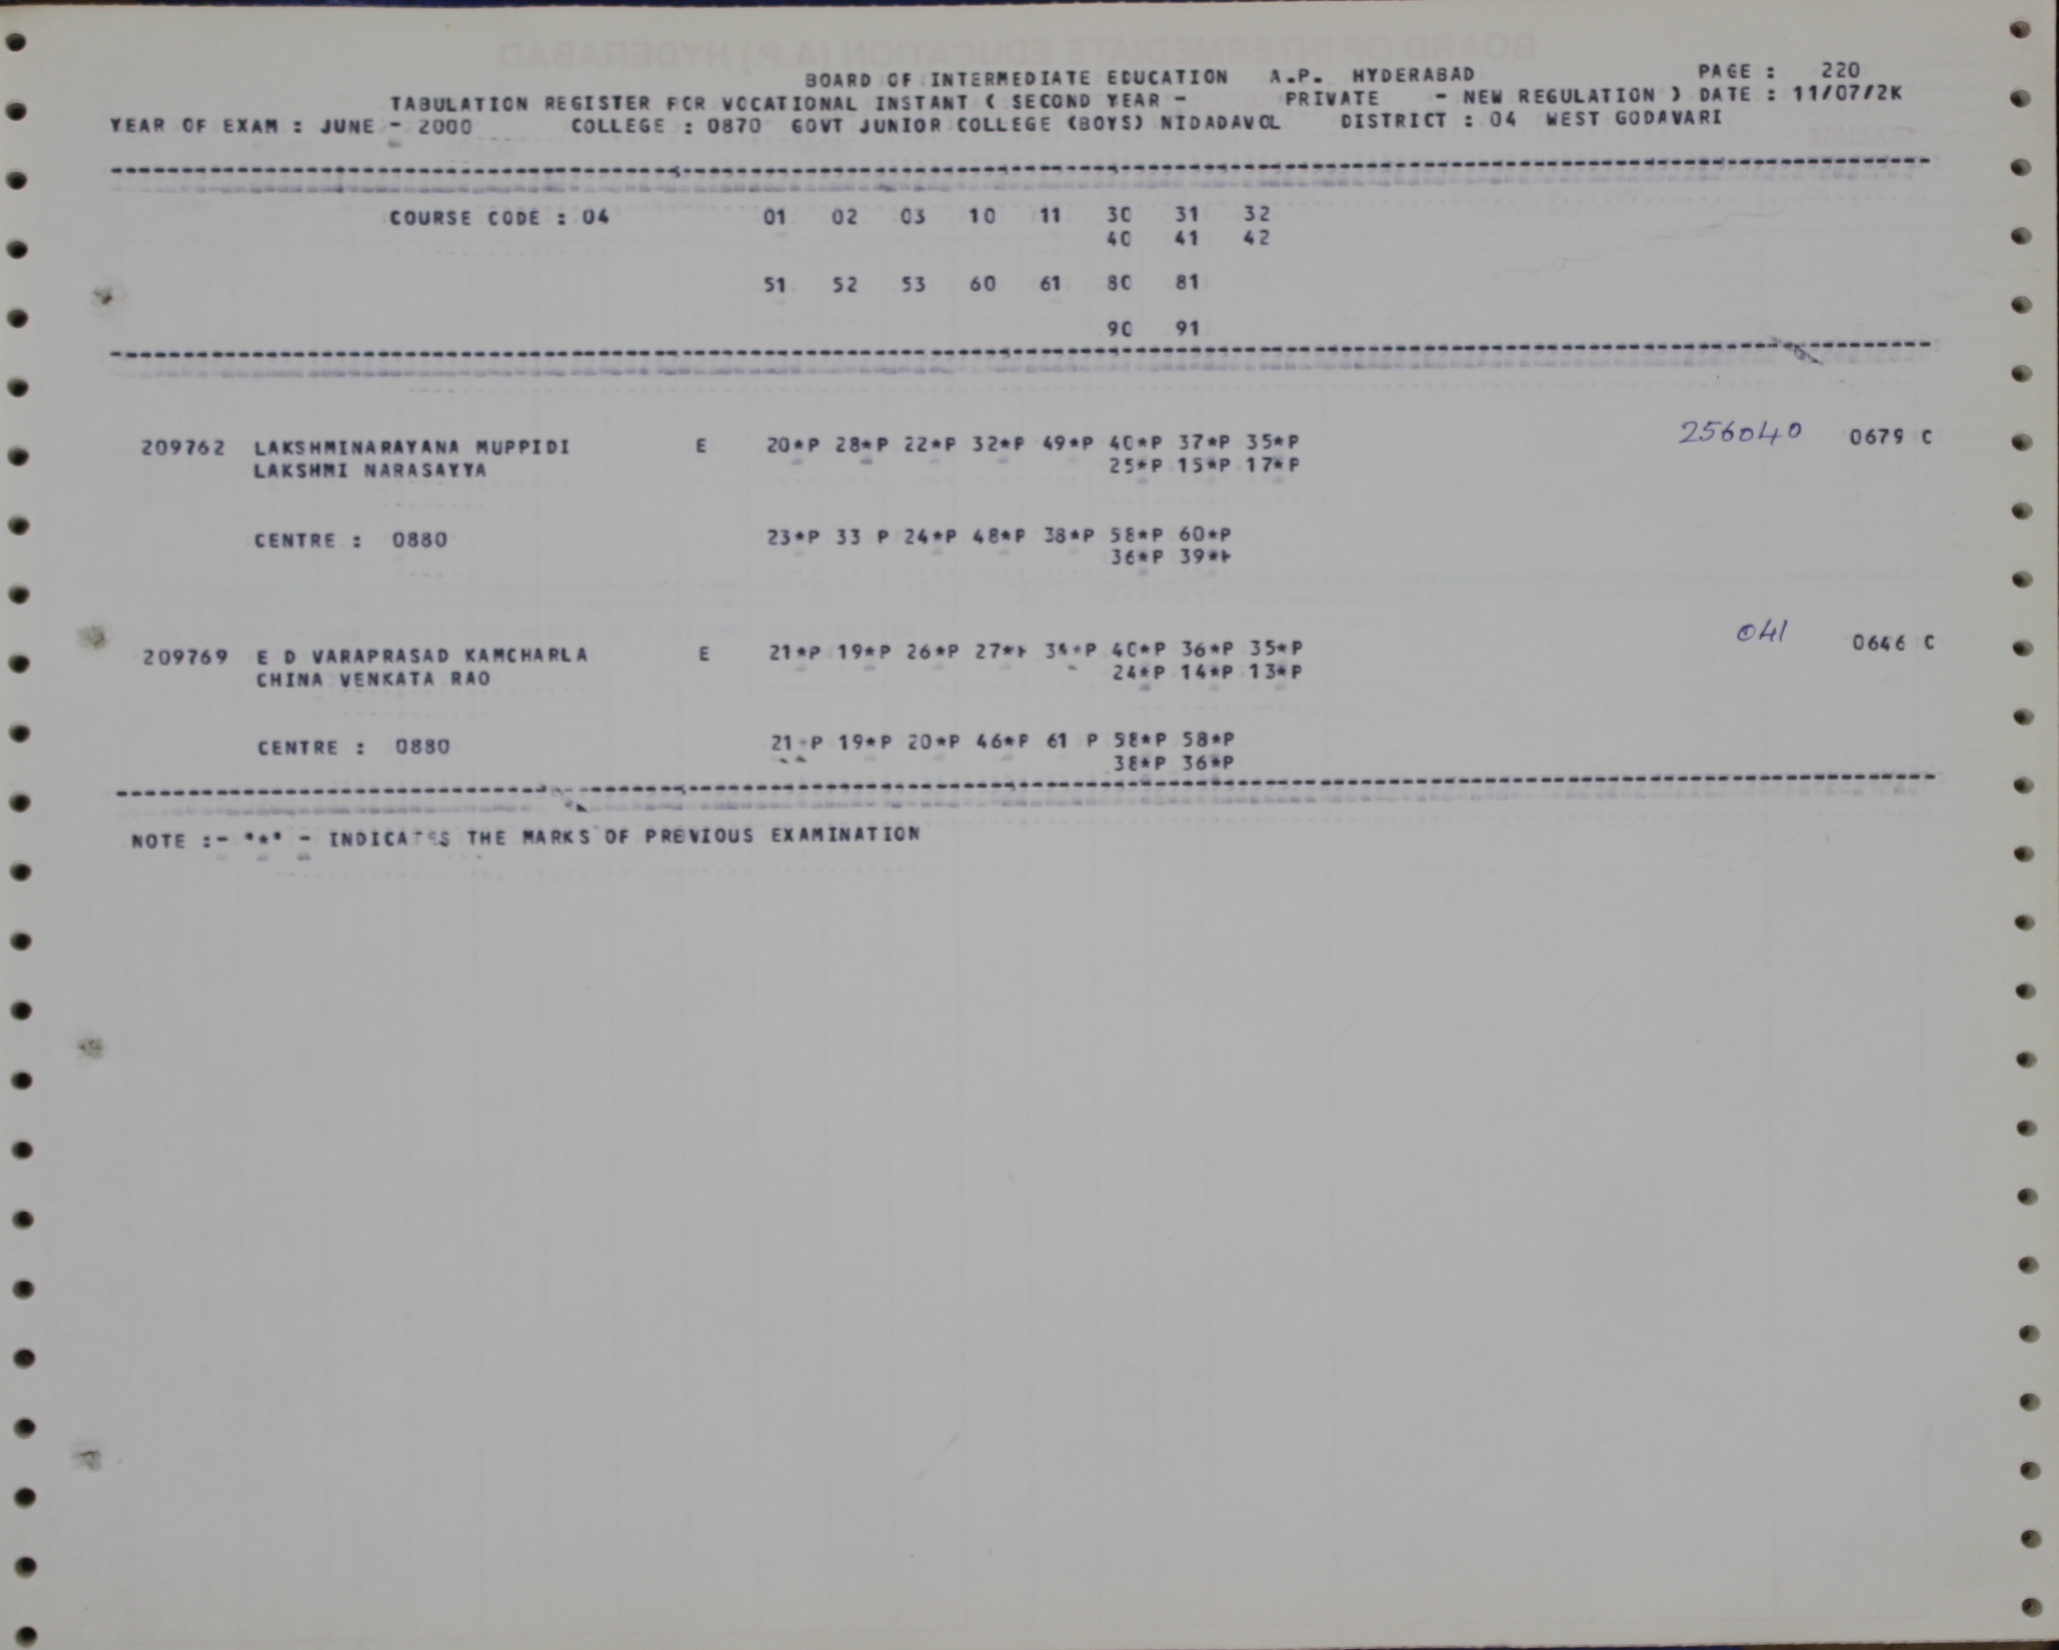 BOARD OF INTERMEDIATE EDUCATION A.P. HYDERABAD PAGE : 220
TABULATION REGISTER FOR VOCATIONAL INSTANT ( SECOND YEAR - PRIVATE - NEW REGULATION ) DATE : 11/07/2K
YEAR OF EXAM : JUNE - 2000 COLLEGE : 0870 GOVT JUNIOR COLLEGE (BOYS) NIDADAVOL DISTRICT : 04 WEST GODAVARI
COURSE CODE : 04 01 02 03 10 11 30 31 32
40 41 42
51 52 53 60 61 80 81
90 91
209762 LAKSHMINARAYANA MUPPIDI E 20*P 28*P 22*P 32*P 49*P 40*P 37*P 35*P 256040 0679 C
LAKSHMI NARASAYYA 25*P 15*P 17*P
CENTRE : 0880 23*P 33 P 24*P 48*P 38*P 58*P 60*P
36*P 39*P
209769 E D VARAPRASAD KAMCHARLA E 21*P 19*P 26*P 27*P 40*P 36*P 35*P 041 0646 C
CHINA VENKATA RAO 24*P 14*P 13*P
CENTRE : 0880 21*P 19*P 20*P 46*P 61 P 58*P 58*P
38*P 36*P
NOTE :- "*" - INDICATES THE MARKS OF PREVIOUS EXAMINATION